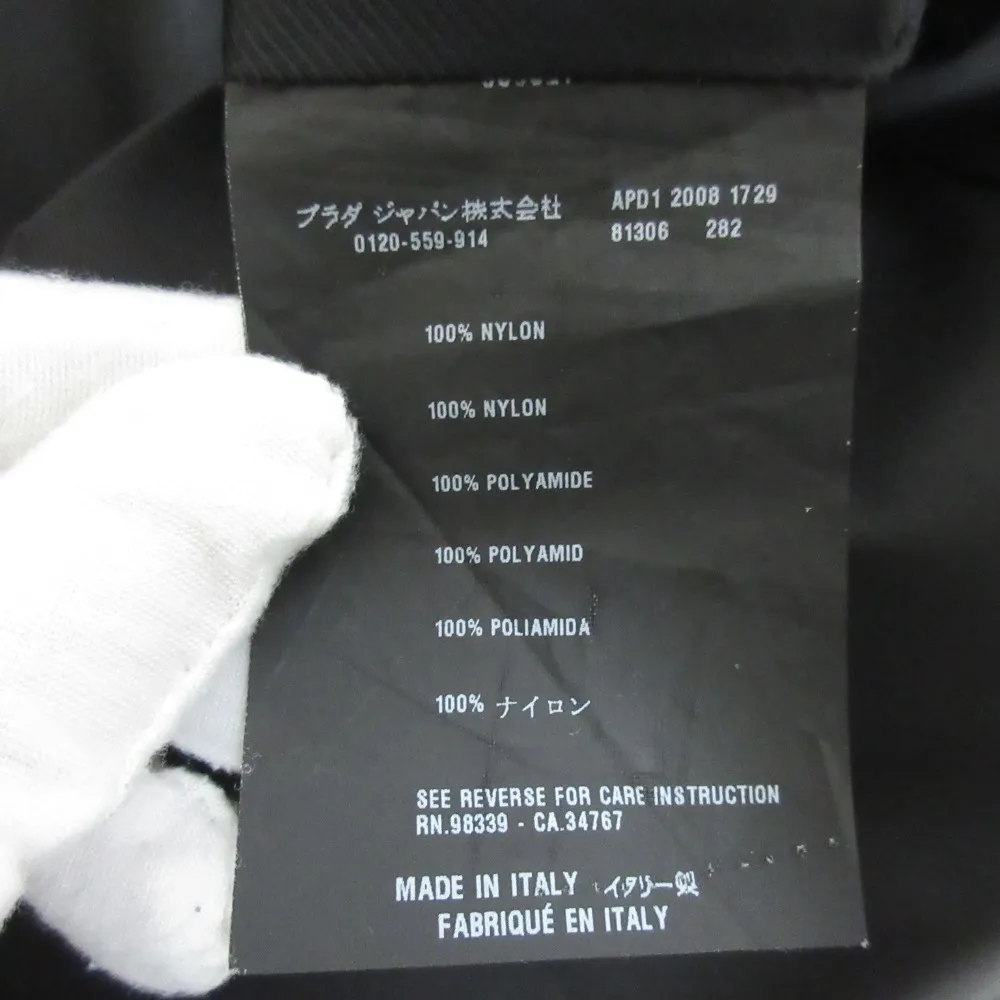 プラダ ジャパン株式会社
0120-559-914
APD1 2008 1729
81306 282
100% NYLON
100% NYLON
100% POLYAMIDE
100% POLYAMID
100% POLIAMIDA
100% ナイロン
SEE REVERSE FOR CARE INSTRUCTION
RN.98339 - CA.34767
MADE IN ITALY イタリー製
FABRIQUÉ EN ITALY